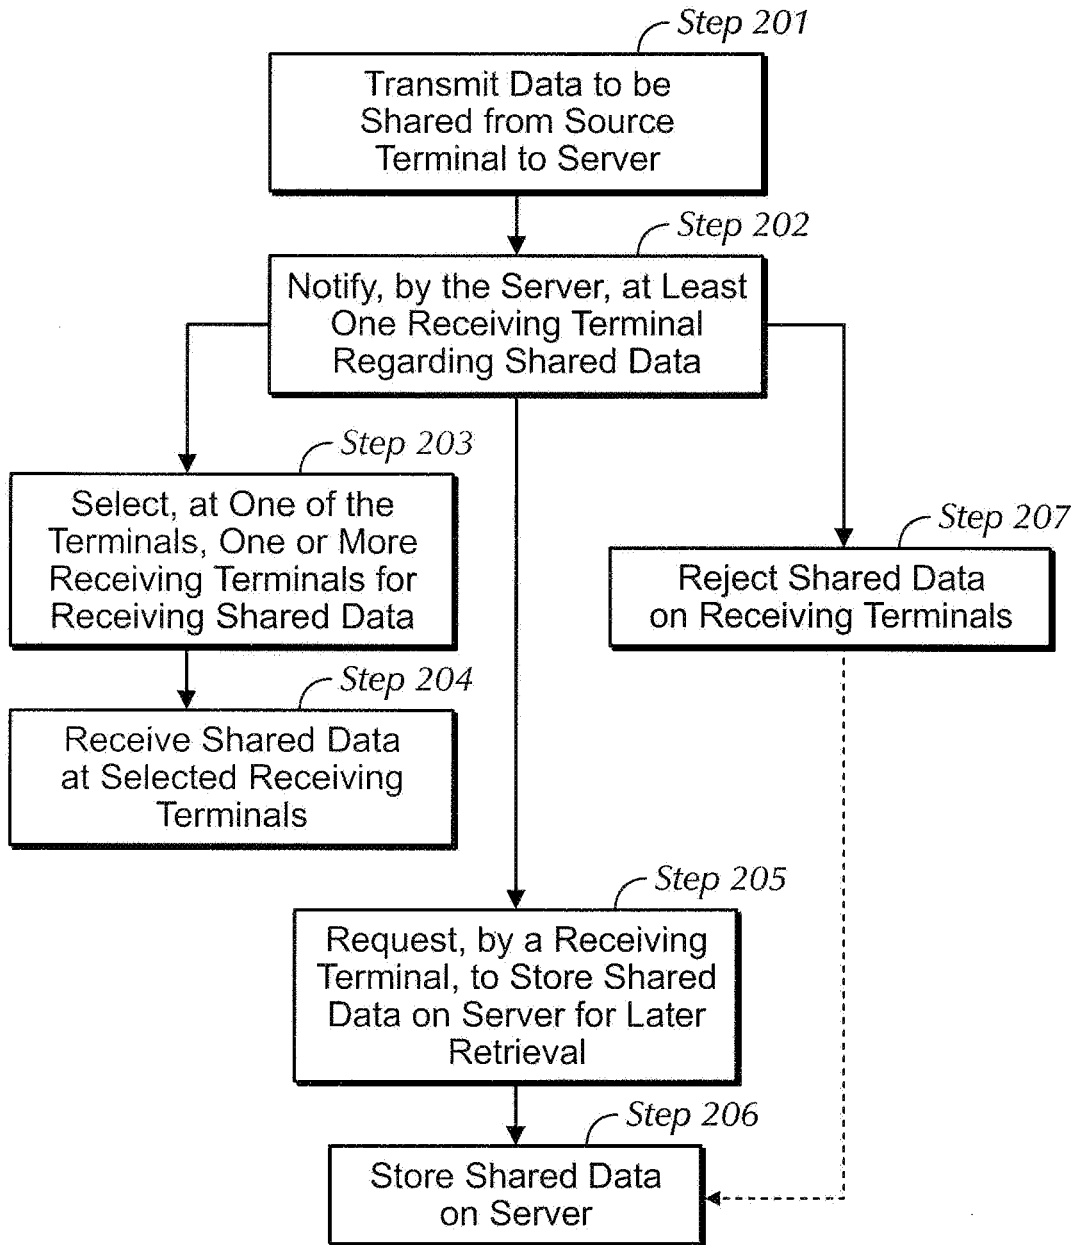 Step 201
Transmit Data to be
Shared from Source
Terminal to Server
Step 202
Notify, by the Server, at Least
One Receiving Terminal
Regarding Shared Data
Step 203
Select, at One of the
Terminals, One or More
Receiving Terminals for
Receiving Shared Data
Step 207
Reject Shared Data
on Receiving Terminals
Step 204
Receive Shared Data
at Selected Receiving
Terminals
Step 205
Request, by a Receiving
Terminal, to Store Shared
Data on Server for Later
Retrieval
Step 206
Store Shared Data
on Server